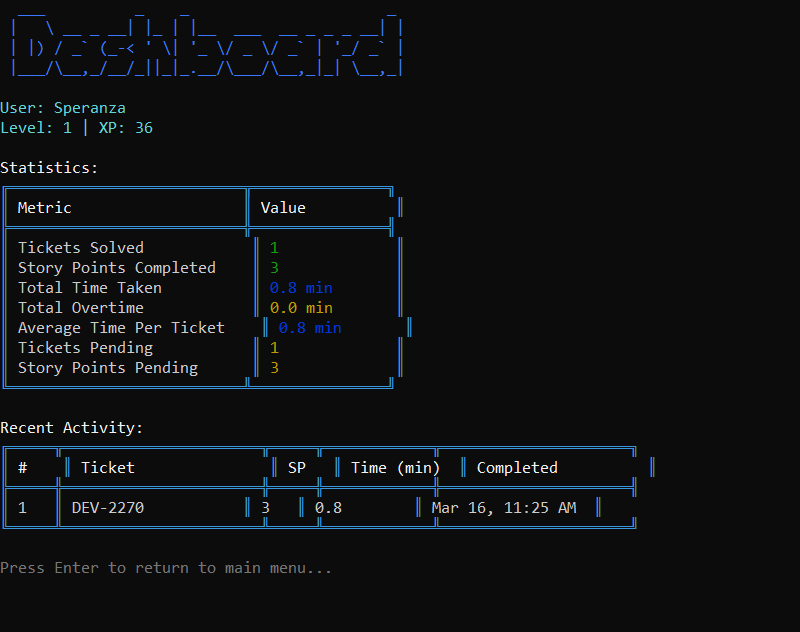 Dashboard
User: Speranza
Level: 1 | XP: 36
Statistics:
Metric Value
Tickets Solved 1
Story Points Completed 3
Total Time Taken 0.8 min
Total Overtime 0.0 min
Average Time Per Ticket 0.8 min
Tickets Pending 1
Story Points Pending 3
Recent Activity:
# Ticket SP Time (min) Completed
1 DEV-2270 3 0.8 Mar 16, 11:25 AM
Press Enter to return to main menu...